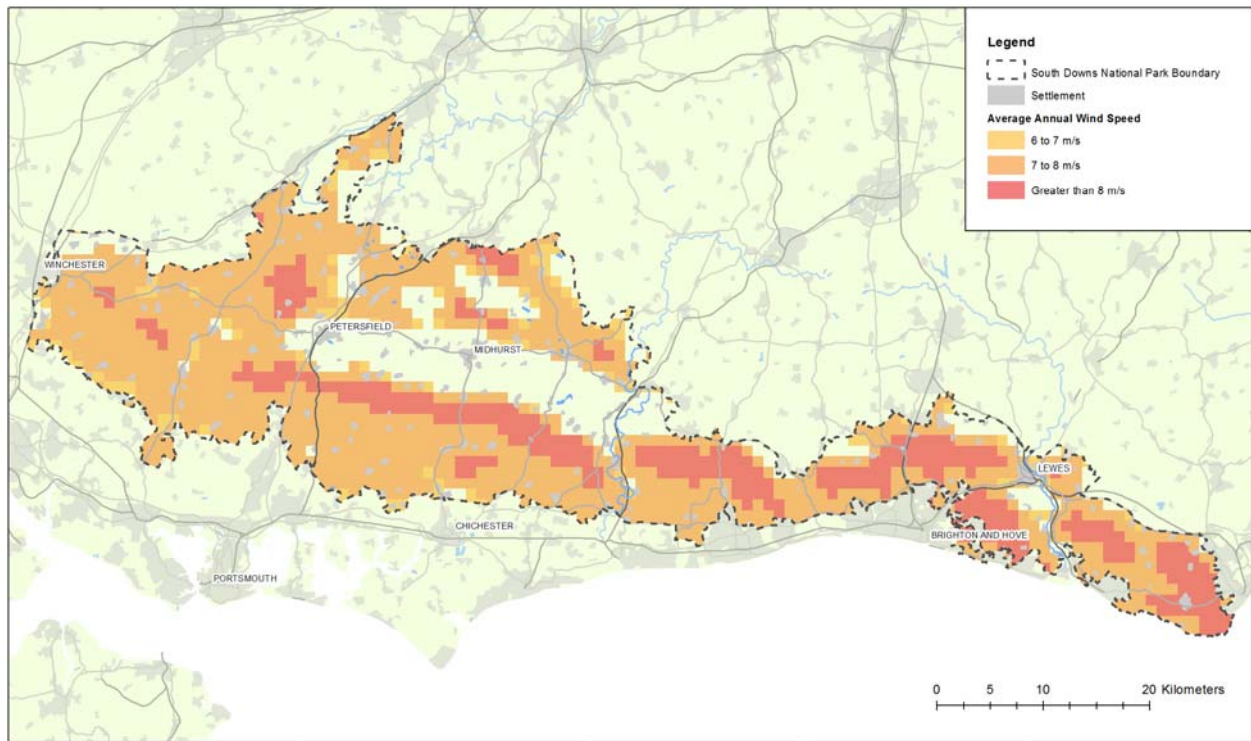 Legend
South Downs National Park Boundary
Settlement
Average Annual Wind Speed
6 to 7 m/s
7 to 8 m/s
Greater than 8 m/s
WINCHESTER
PETERSFIELD
MIDHURST
LEWES
CHICHESTER
BRIGHTON AND HOVE
PORTSMOUTH
0 5 10 20 Kilometers